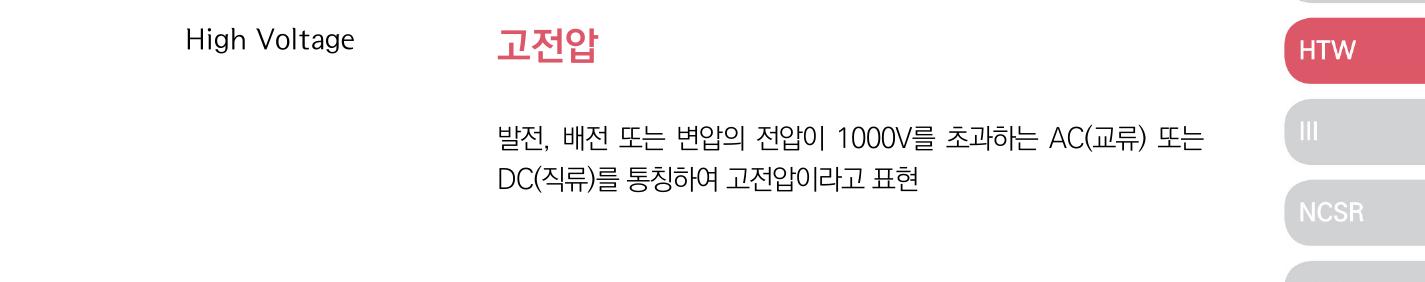 High Voltage
고전압
발전, 배전 또는 변압의 전압이 1000V를 초과하는 AC(교류) 또는
DC(직류)를 통칭하여 고전압이라고 표현
HTW
III
NCSR